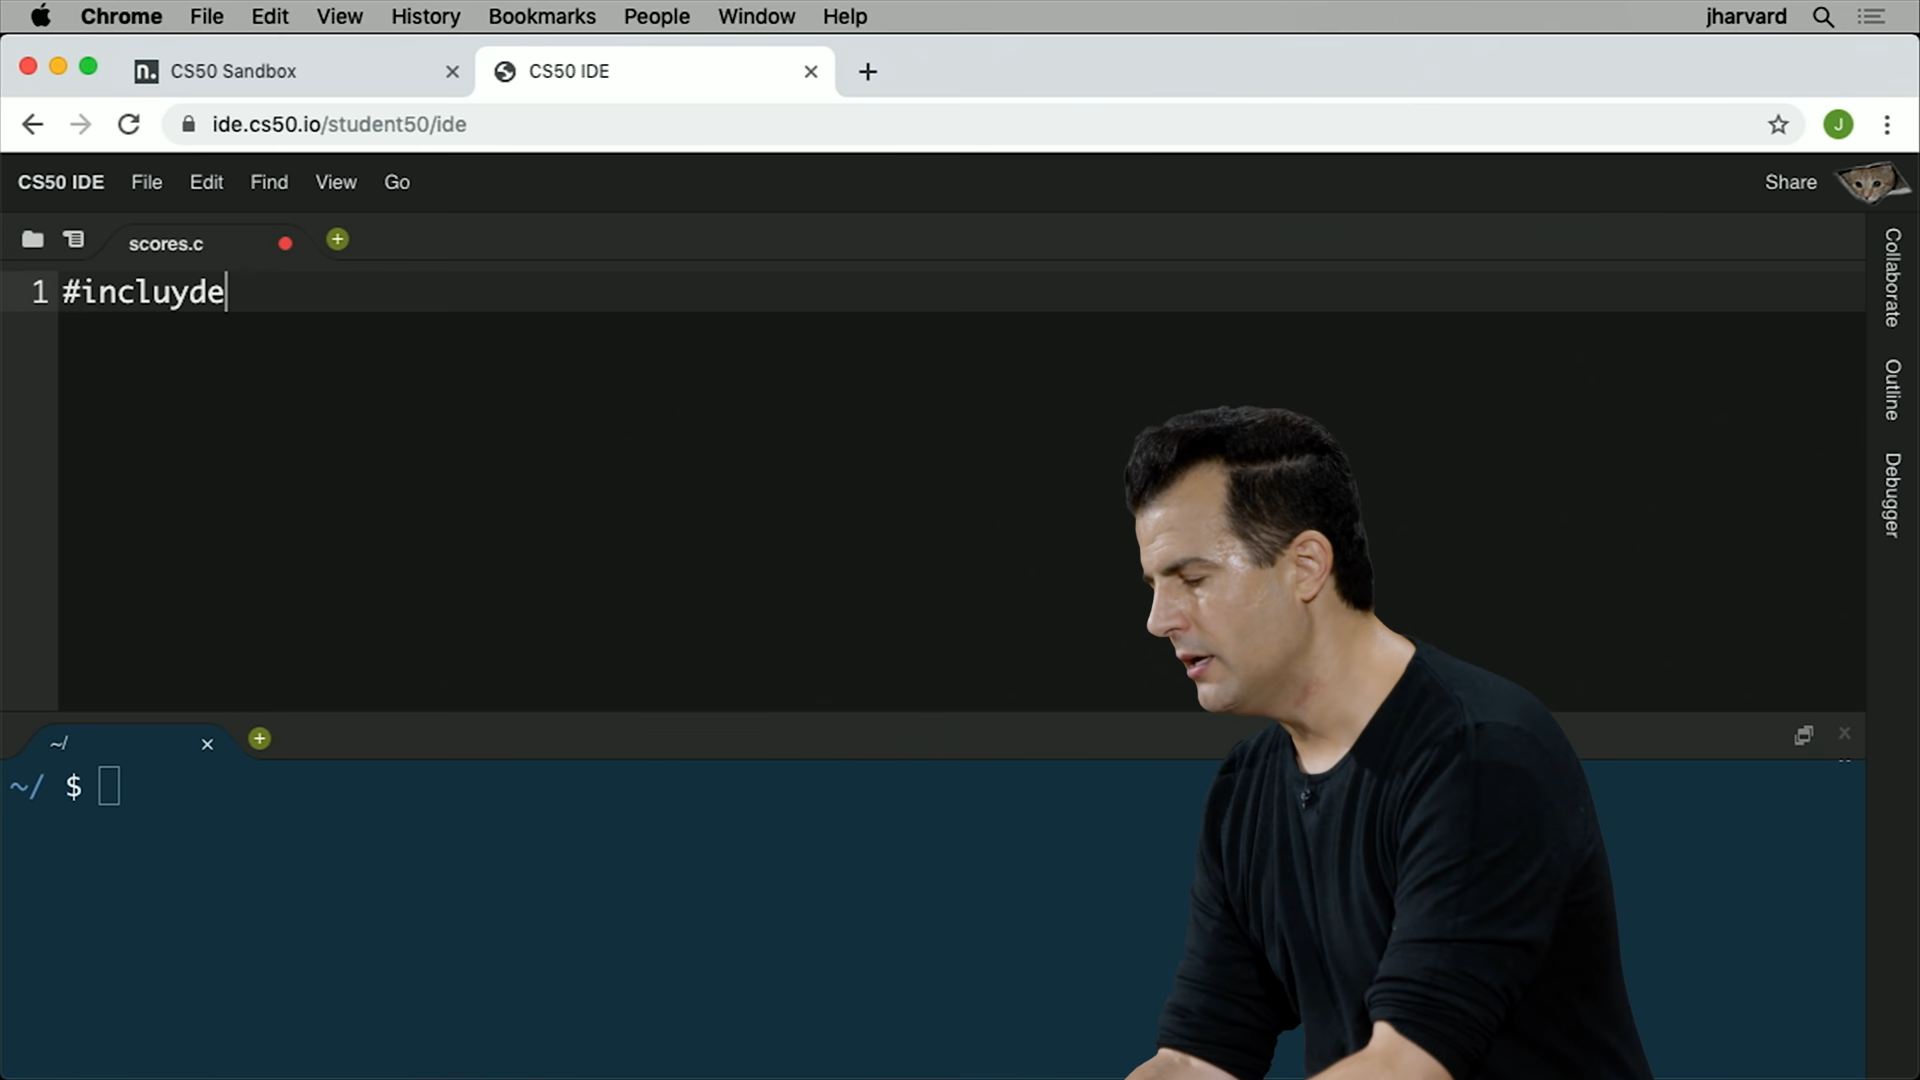 Chrome File Edit View History Bookmarks People Window Help jharvard
n. CS50 Sandbox CS50 IDE
ide.cs50.io/student50/ide J
CS50 IDE File Edit Find View Go Share
scores.c
1 #incluyde
Collaborate
Outline
Debugger
~/
~/ $